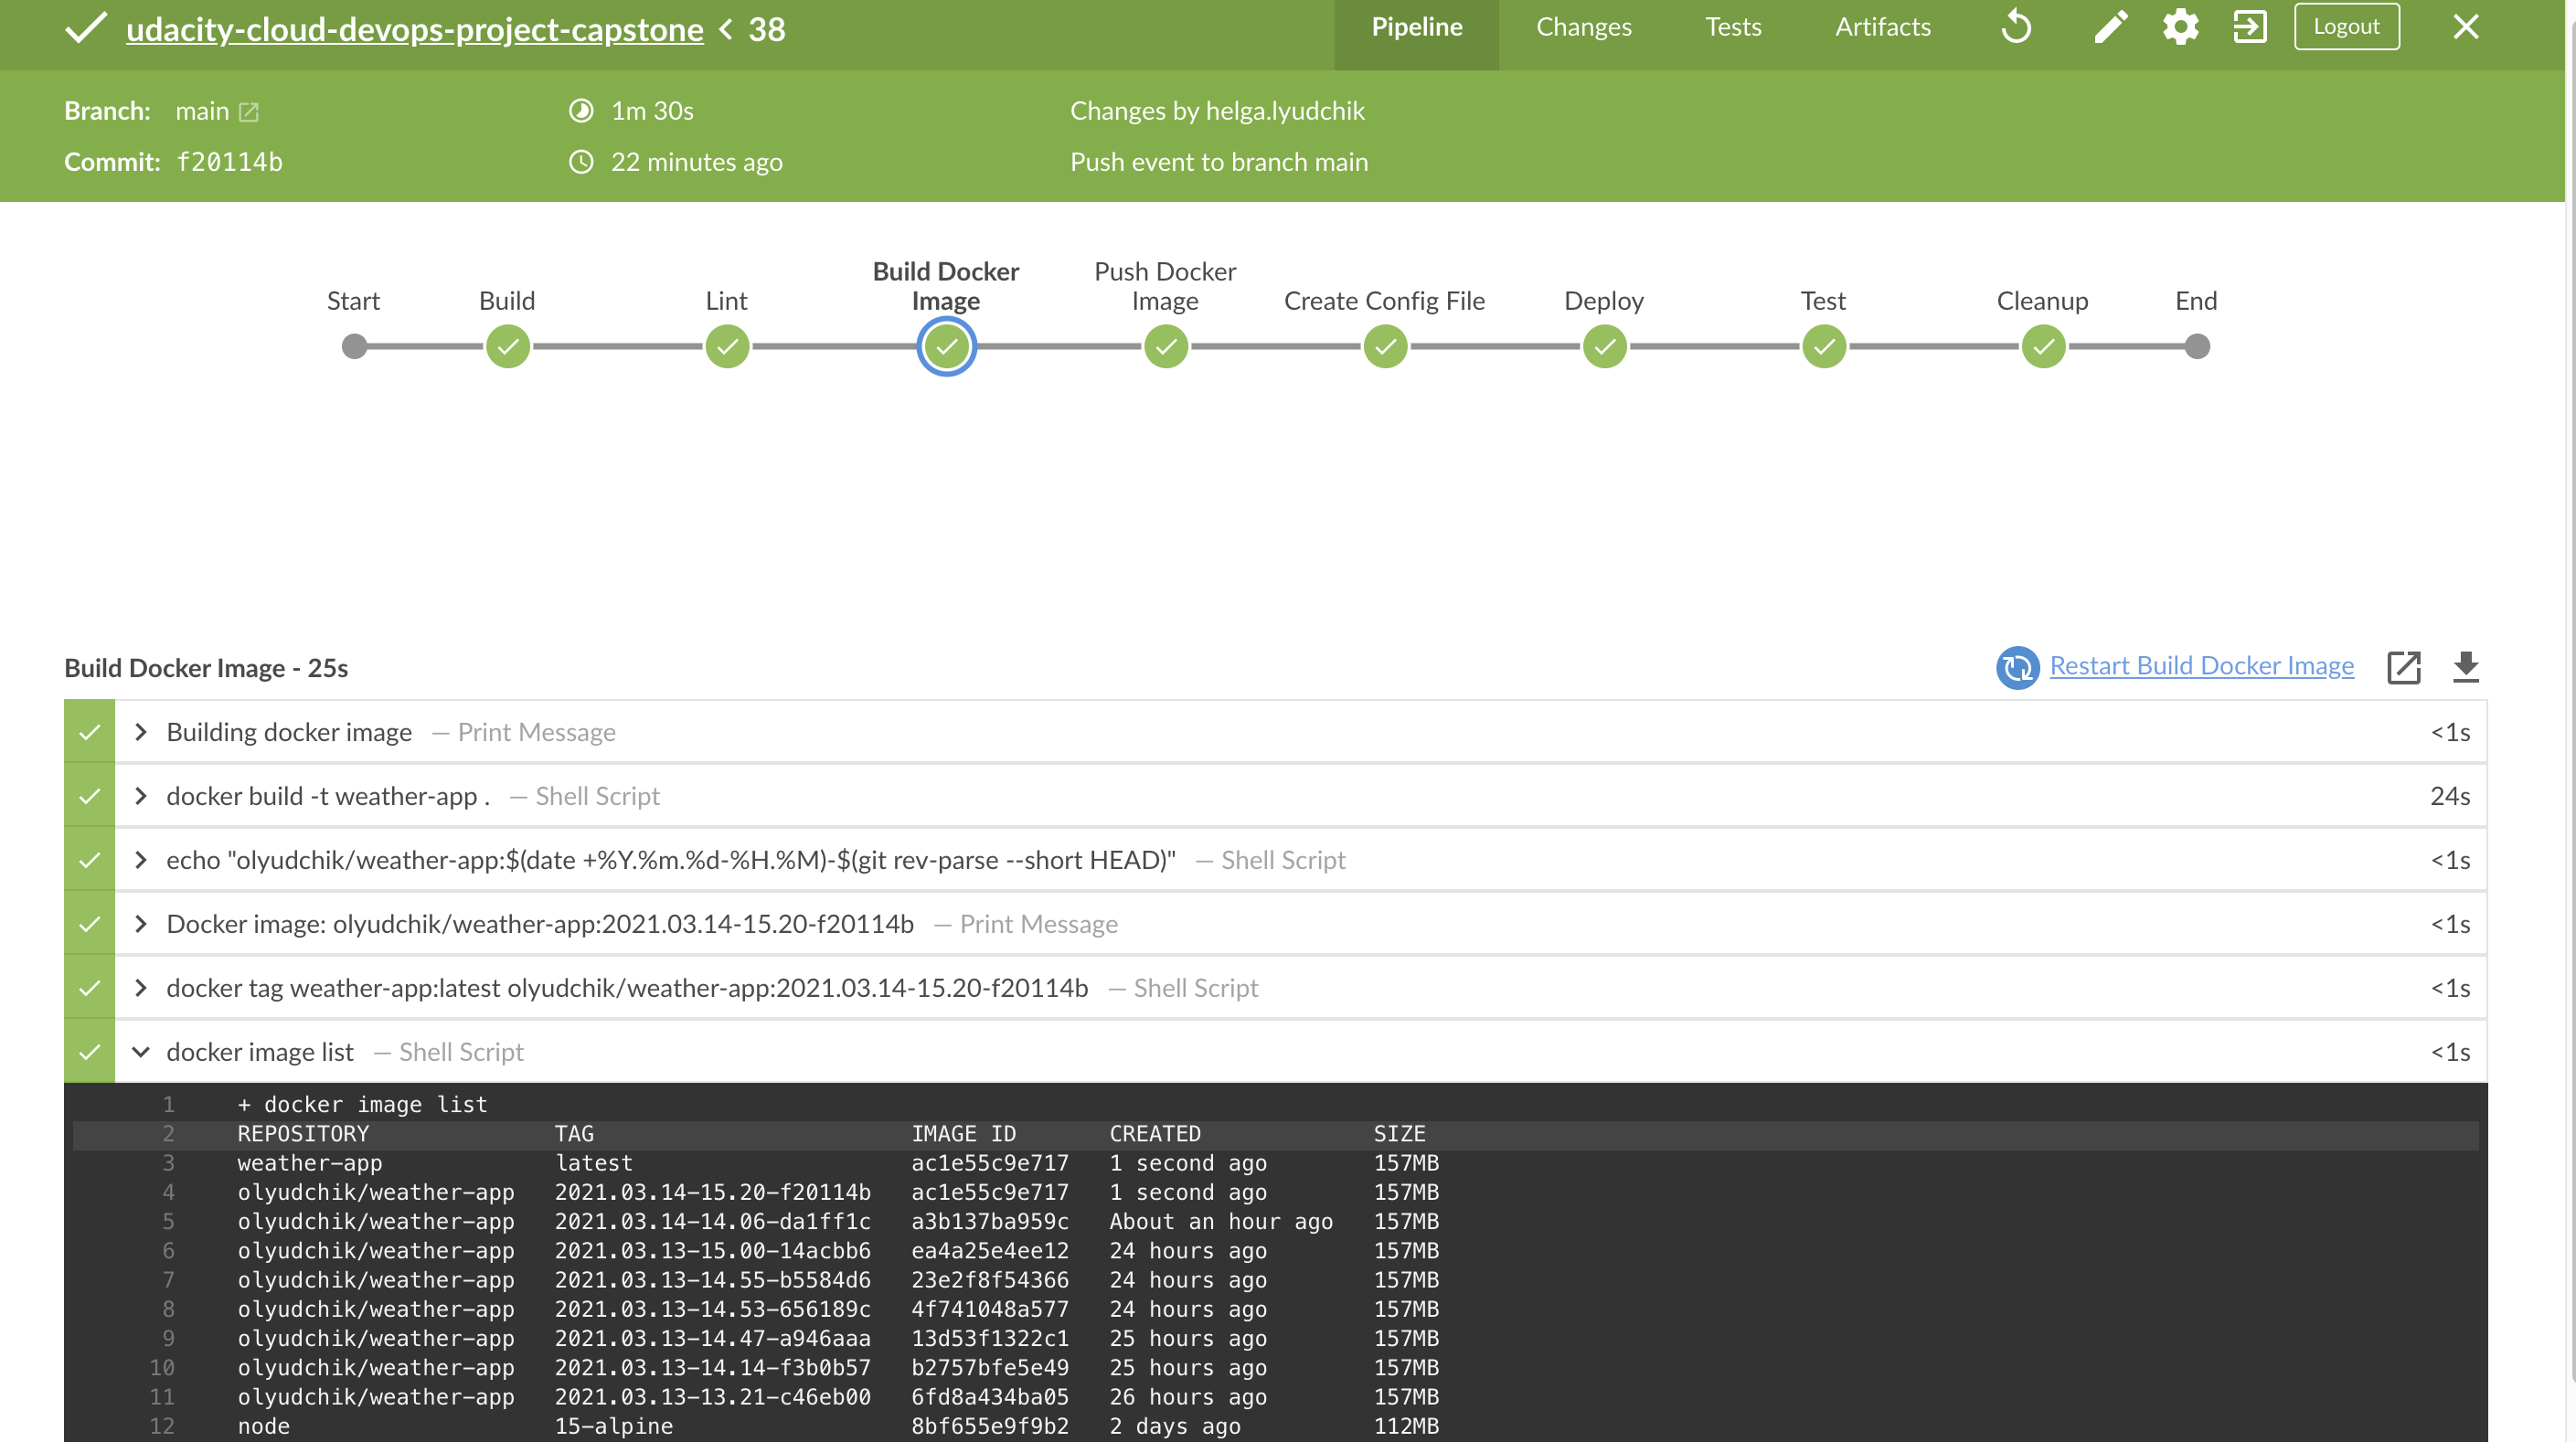 udacity-cloud-devops-project-capstone < 38
Pipeline Changes Tests Artifacts Logout
Branch: main 1m 30s Changes by helga.lyudchik
Commit: f20114b 22 minutes ago Push event to branch main
Start Build Lint Build Docker Image Push Docker Image Create Config File Deploy Test Cleanup End
Build Docker Image - 25s Restart Build Docker Image
Building docker image — Print Message <1s
docker build -t weather-app . — Shell Script 24s
echo "olyudchik/weather-app:$(date +%Y.%m.%d-%H.%M)-$(git rev-parse --short HEAD)" — Shell Script <1s
Docker image: olyudchik/weather-app:2021.03.14-15.20-f20114b — Print Message <1s
docker tag weather-app:latest olyudchik/weather-app:2021.03.14-15.20-f20114b — Shell Script <1s
docker image list — Shell Script <1s
1 + docker image list
2 REPOSITORY TAG IMAGE ID CREATED SIZE
3 weather-app latest ac1e55c9e717 1 second ago 157MB
4 olyudchik/weather-app 2021.03.14-15.20-f20114b ac1e55c9e717 1 second ago 157MB
5 olyudchik/weather-app 2021.03.14-14.06-da1ff1c a3b137ba959c About an hour ago 157MB
6 olyudchik/weather-app 2021.03.13-15.00-14acbb6 ea4a25e4ee12 24 hours ago 157MB
7 olyudchik/weather-app 2021.03.13-14.55-b5584d6 23e2f8f54366 24 hours ago 157MB
8 olyudchik/weather-app 2021.03.13-14.53-656189c 4f741048a577 24 hours ago 157MB
9 olyudchik/weather-app 2021.03.13-14.47-a946aaa 13d53f1322c1 25 hours ago 157MB
10 olyudchik/weather-app 2021.03.13-14.14-f3b0b57 b2757bfe5e49 25 hours ago 157MB
11 olyudchik/weather-app 2021.03.13-13.21-c46eb00 6fd8a434ba05 26 hours ago 157MB
12 node 15-alpine 8bf655e9f9b2 2 days ago 112MB